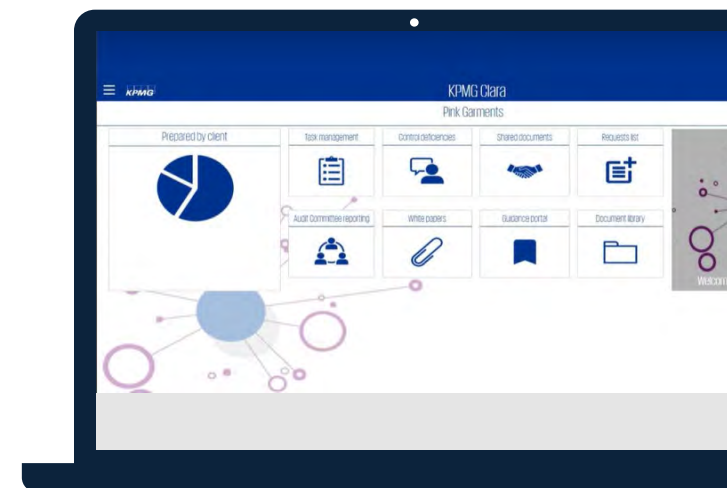 KPMG KPMG Clara
Pink Garments
Prepared by client
Task management
Control deficiencies
Shared documents
Requests list
Audit Committee reporting
White papers
Guidance portal
Document library